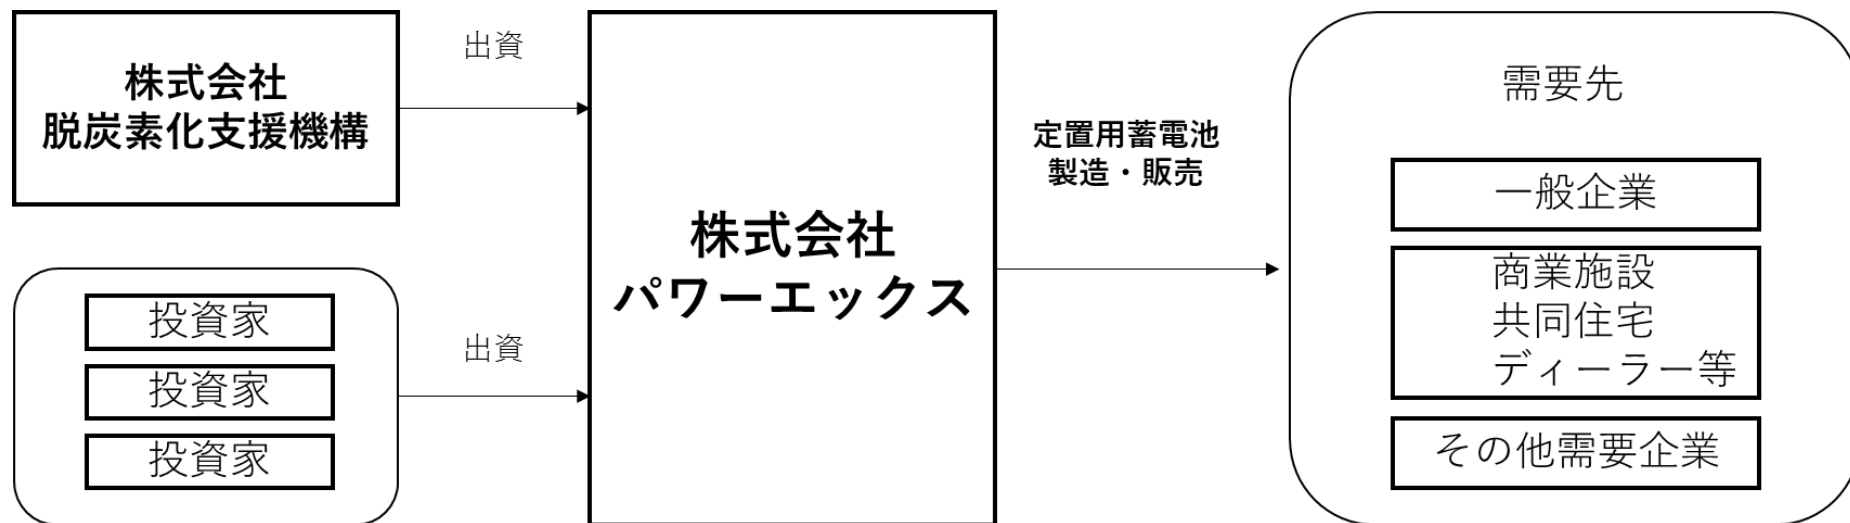 株式会社
脱炭素化支援機構
出資
投資家
投資家
投資家
出資
株式会社
パワーエックス
定置用蓄電池
製造・販売
需要先
一般企業
商業施設
共同住宅
ディーラー等
その他需要企業